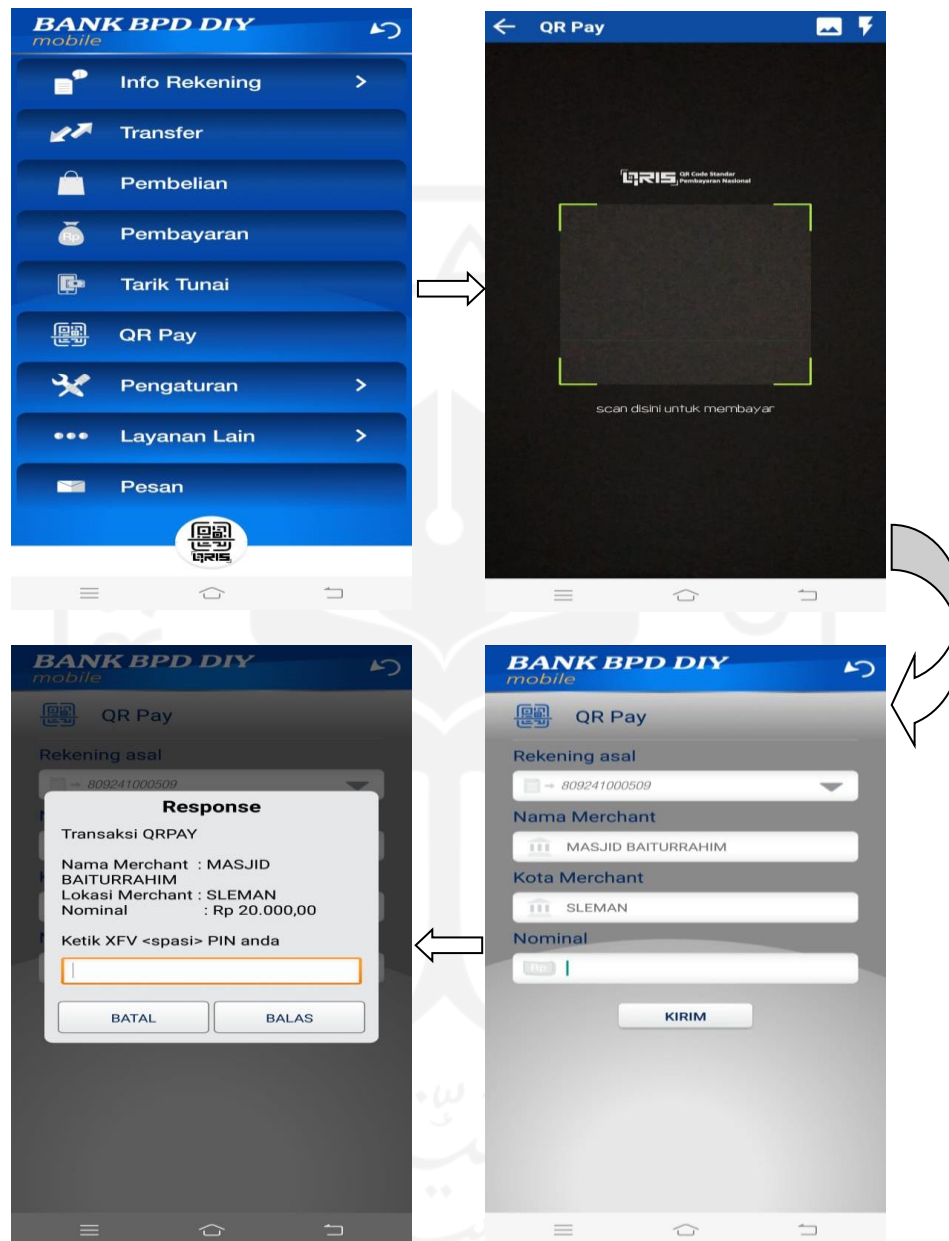 BANK BPD DIY
mobile
Info Rekening
Transfer
Pembelian
Rp
Pembayaran
Tarik Tunai
QR Pay
Pengaturan
Layanan Lain
Pesan
QRIS
QR Pay
QRIS QR Code Standar
Pembayaran Nasional
scan disini untuk membayar
BANK BPD DIY
mobile
QR Pay
Rekening asal
809241000509
Nama Merchant
MASJID BAITURRAHIM
Kota Merchant
SLEMAN
Nominal
Rp
KIRIM
BANK BPD DIY
mobile
QR Pay
Rekening asal
809241000509
Response
Transaksi QRPAY
Nama Merchant : MASJID
BAITURRAHIM
Lokasi Merchant : SLEMAN
Nominal : Rp 20.000,00
Ketik XFV <spasi> PIN anda
BATAL
BALAS